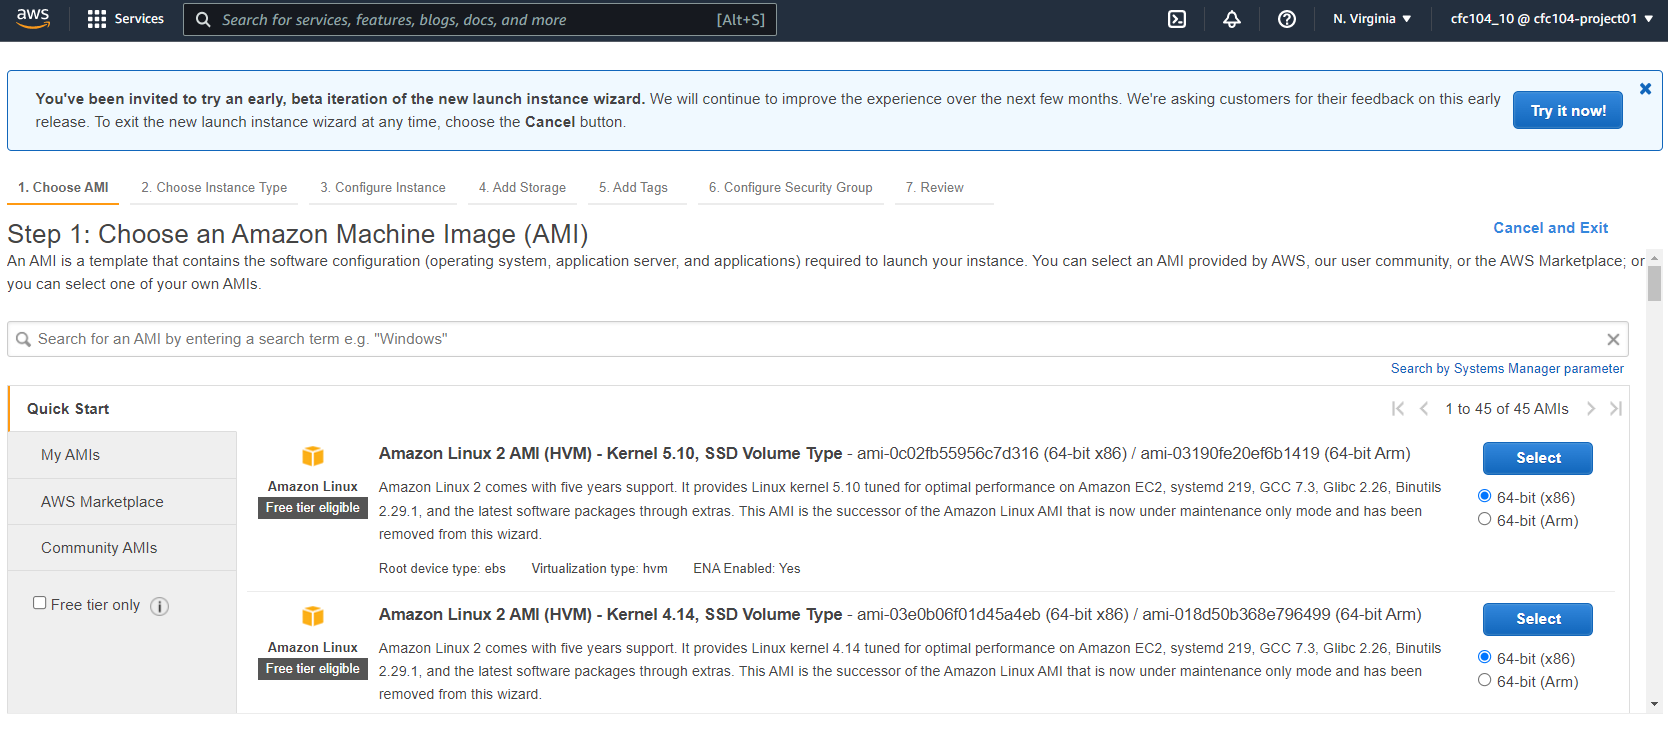 aws
Services
Search for services, features, blogs, docs, and more
[Alt+S]
N. Virginia
cfc104_10 @ cfc104-project01
You've been invited to try an early, beta iteration of the new launch instance wizard. We will continue to improve the experience over the next few months. We're asking customers for their feedback on this early
release. To exit the new launch instance wizard at any time, choose the Cancel button.
Try it now!
1. Choose AMI
2. Choose Instance Type
3. Configure Instance
4. Add Storage
5. Add Tags
6. Configure Security Group
7. Review
Step 1: Choose an Amazon Machine Image (AMI)
Cancel and Exit
An AMI is a template that contains the software configuration (operating system, application server, and applications) required to launch your instance. You can select an AMI provided by AWS, our user community, or the AWS Marketplace; or
you can select one of your own AMIs.
Search for an AMI by entering a search term e.g. "Windows"
Search by Systems Manager parameter
Quick Start
My AMIs
AWS Marketplace
Community AMIs
Free tier only
1 to 45 of 45 AMIs
Amazon Linux
Free tier eligible
Amazon Linux 2 AMI (HVM) - Kernel 5.10, SSD Volume Type - ami-0c02fb55956c7d316 (64-bit x86) / ami-03190fe20ef6b1419 (64-bit Arm)
Amazon Linux 2 comes with five years support. It provides Linux kernel 5.10 tuned for optimal performance on Amazon EC2, systemd 219, GCC 7.3, Glibc 2.26, Binutils
2.29.1, and the latest software packages through extras. This AMI is the successor of the Amazon Linux AMI that is now under maintenance only mode and has been
removed from this wizard.
Root device type: ebs
Virtualization type: hvm
ENA Enabled: Yes
Select
64-bit (x86)
64-bit (Arm)
Amazon Linux
Free tier eligible
Amazon Linux 2 AMI (HVM) - Kernel 4.14, SSD Volume Type - ami-03e0b06f01d45a4eb (64-bit x86) / ami-018d50b368e796499 (64-bit Arm)
Amazon Linux 2 comes with five years support. It provides Linux kernel 4.14 tuned for optimal performance on Amazon EC2, systemd 219, GCC 7.3, Glibc 2.26, Binutils
2.29.1, and the latest software packages through extras. This AMI is the successor of the Amazon Linux AMI that is now under maintenance only mode and has been
removed from this wizard.
Select
64-bit (x86)
64-bit (Arm)